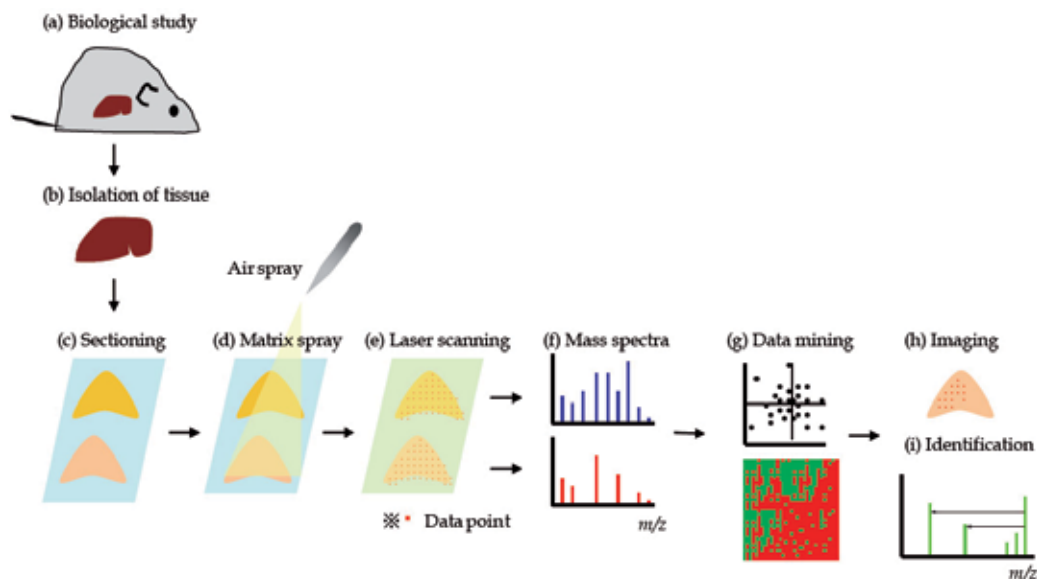 (a) Biological study
(b) Isolation of tissue
Air spray
(c) Sectioning
(d) Matrix spray
(e) Laser scanning
(f) Mass spectra
(g) Data mining
(h) Imaging
(i) Identification
※ • Data point
m/z
m/z